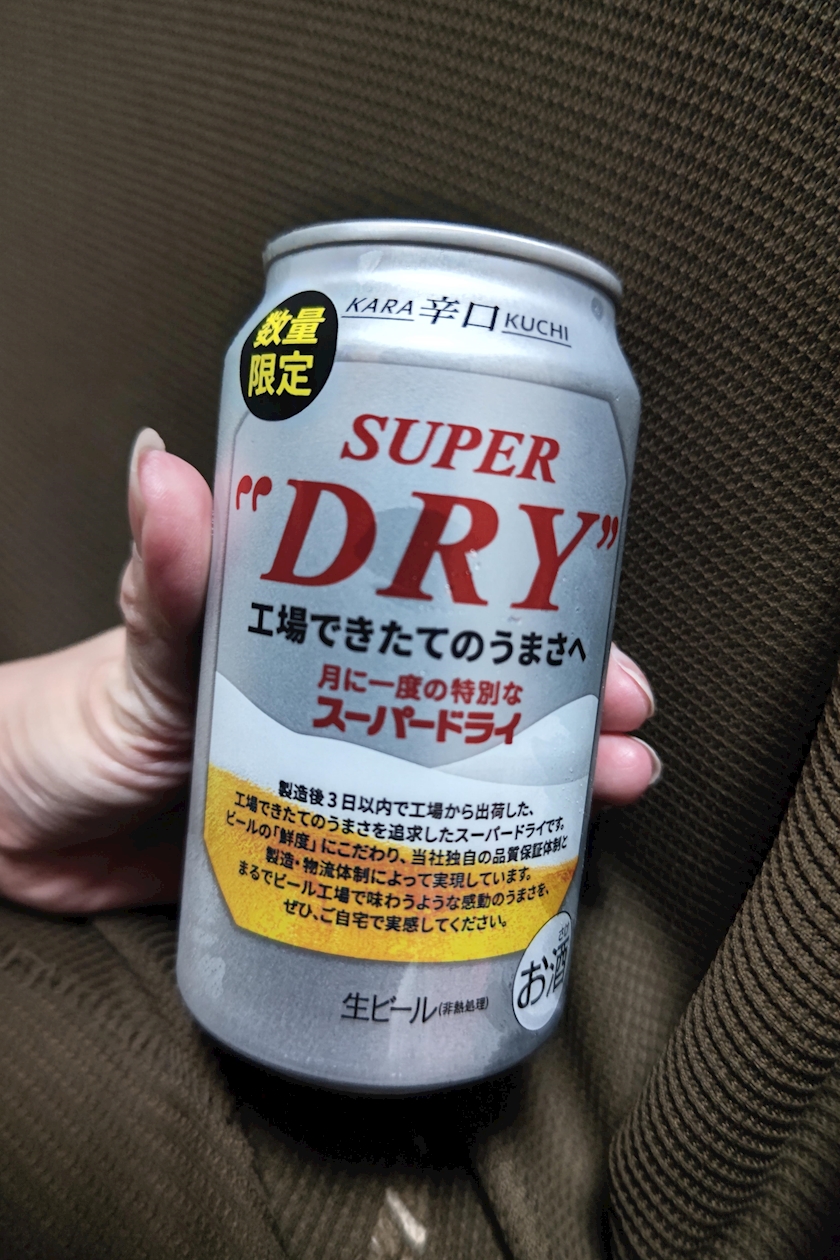 数量
限定
KARA 辛口 KUCHI
SUPER
"DRY"
工場できたてのうまさへ
月に一度の特別な
スーパードライ
製造後3日以内で工場から出荷した、
工場できたてのうまさを追求したスーパードライです。
ビールの「鮮度」にこだわり、当社独自の品質保証体制と
製造・物流体制によって実現しています。
まるでビール工場で味わうような感動のうまさを、
ぜひ、ご自宅で実感してください。
お酒
生ビール(非熱処理)